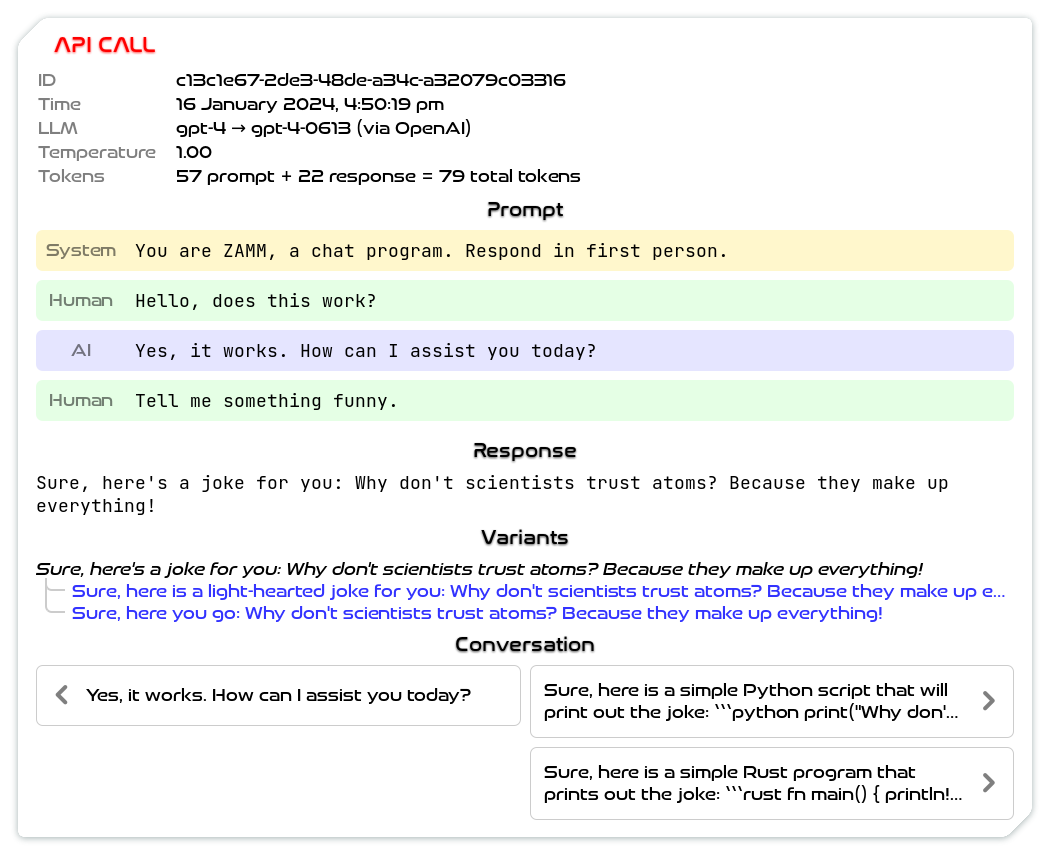 API CALL
ID c13c1e67-2de3-48de-a34c-a32079c03316
Time 16 January 2024, 4:50:19 pm
LLM gpt-4 → gpt-4-0613 (via OpenAI)
Temperature 1.00
Tokens 57 prompt + 22 response = 79 total tokens
Prompt
System You are ZAMM, a chat program. Respond in first person.
Human Hello, does this work?
AI Yes, it works. How can I assist you today?
Human Tell me something funny.
Response
Sure, here's a joke for you: Why don't scientists trust atoms? Because they make up
everything!
Variants
Sure, here's a joke for you: Why don't scientists trust atoms? Because they make up everything!
Sure, here is a light-hearted joke for you: Why don't scientists trust atoms? Because they make up e...
Sure, here you go: Why don't scientists trust atoms? Because they make up everything!
Conversation
Yes, it works. How can I assist you today?
Sure, here is a simple Python script that will
print out the joke: ```python print("Why don'...
Sure, here is a simple Rust program that
prints out the joke: ```rust fn main() { println!...